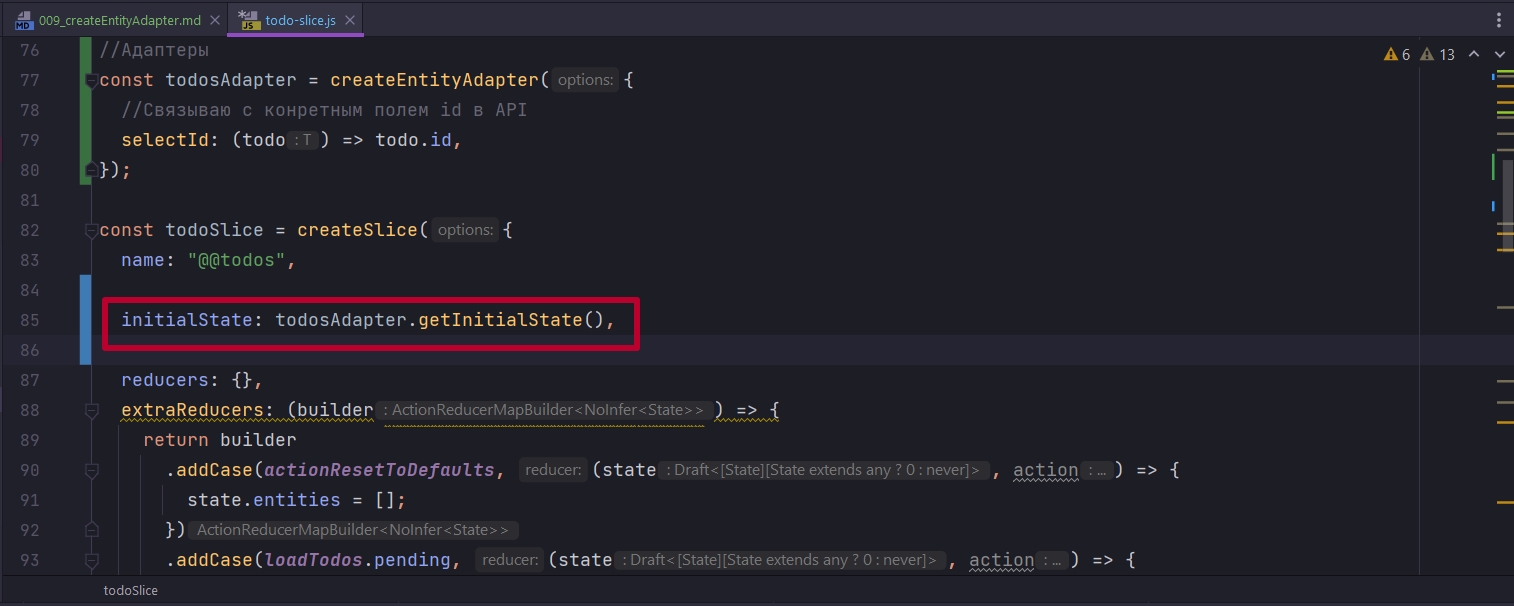 009_createEntityAdapter.md todo-slice.js
76 //Адаптеры 6 13
77 const todosAdapter = createEntityAdapter( options: {
78 //Связываю с конретным полем id в API
79 selectId: (todo : T ) => todo.id,
80 });
81
82 const todoSlice = createSlice( options: {
83 name: "@@todos",
84
85 initialState: todosAdapter.getInitialState(),
86
87 reducers: {},
88 extraReducers: (builder : ActionReducerMapBuilder<NoInfer<State>> ) => {
89 return builder
90 .addCase(actionResetToDefaults, reducer: (state : Draft<[State][State extends any ? 0 : never]> , action : ... ) => {
91 state.entities = [];
92 }) ActionReducerMapBuilder<NoInfer<State>>
93 .addCase(loadTodos.pending, reducer: (state : Draft<[State][State extends any ? 0 : never]> , action : ... ) => {
todoSlice